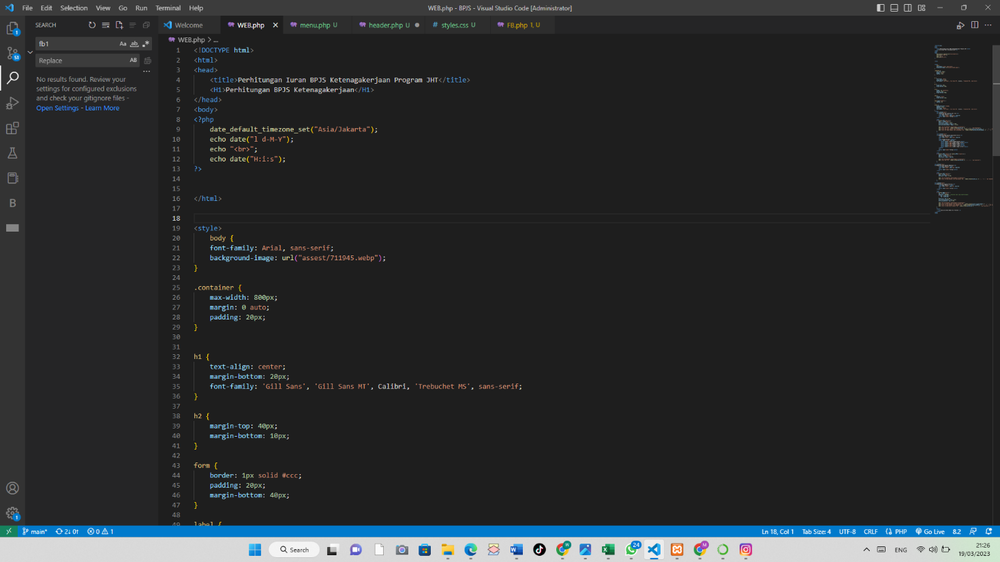 File Edit Selection View Go Run Terminal Help
WEB.php - BPJS - Visual Studio Code [Administrator]
SEARCH
fb1
Aa ab .*
Replace
AB
No results found. Review your
settings for configured exclusions
and check your gitignore files -
Open Settings - Learn More
Welcome
WEB.php
menu.php U
header.php U
# styles.css U
FB.php 1, U
WEB.php > ...
1 <!DOCTYPE html>
2 <html>
3 <head>
4 <title>Perhitungan Iuran BPJS Ketenagakerjaan Program JHT</title>
5 <H1>Perhitungan BPJS Ketenagakerjaan</H1>
6 </head>
7 <body>
8 <?php
9 date_default_timezone_set("Asia/Jakarta");
10 echo date("l d-M-Y");
11 echo "<br>";
12 echo date("H:i:s");
13 ?>
14
15
16 </html>
17
18
19 <style>
20 body {
21 font-family: Arial, sans-serif;
22 background-image: url("assest/711945.webp");
23 }
24
25 .container {
26 max-width: 800px;
27 margin: 0 auto;
28 padding: 20px;
29 }
30
31
32 h1 {
33 text-align: center;
34 margin-bottom: 20px;
35 font-family: 'Gill Sans', 'Gill Sans MT', Calibri, 'Trebuchet MS', sans-serif;
36 }
37
38 h2 {
39 margin-top: 40px;
40 margin-bottom: 10px;
41 }
42
43 form {
44 border: 1px solid #ccc;
45 padding: 20px;
46 margin-bottom: 40px;
47 }
48
49 label {
1
51
B
1
main*
2↓ 0↑
0
1
Ln 18, Col 1
Tab Size: 4
UTF-8
CRLF
PHP
Go Live
8.2
Search
W
24
M
ENG
21:26
19/03/2023